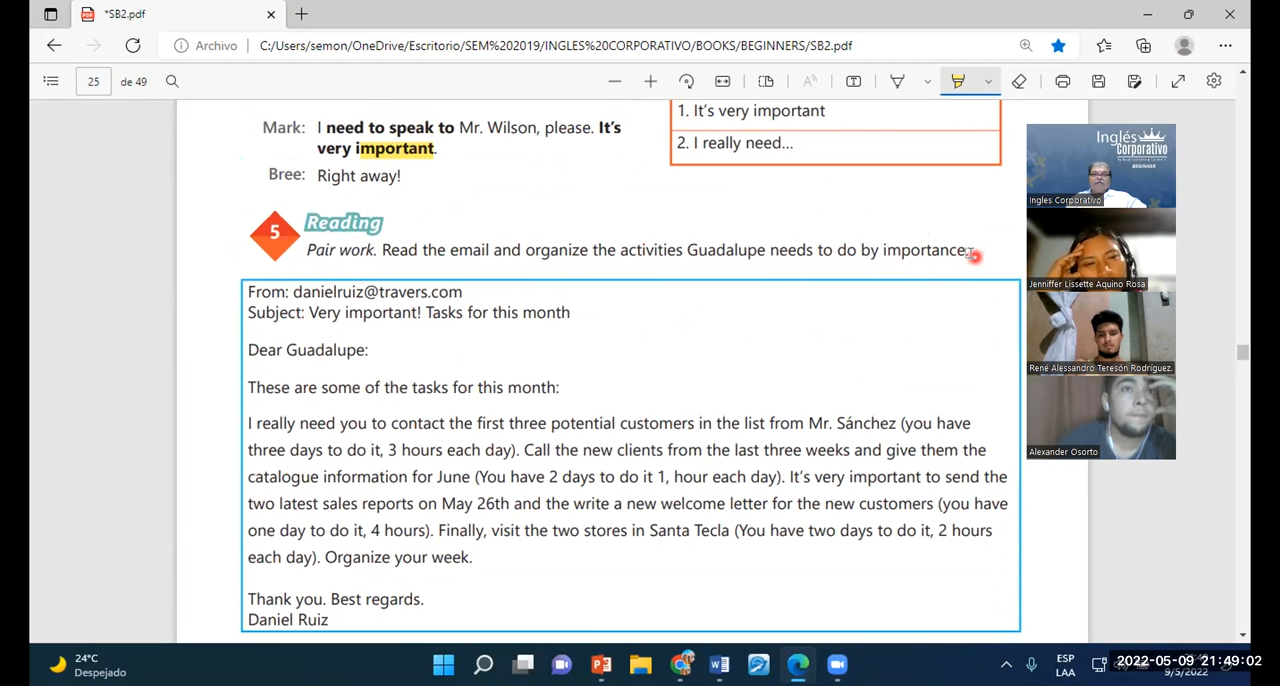 *SB2.pdf
Archivo
C:/Users/semon/OneDrive/Escritorio/SEM%202019/INGLES%20CORPORATIVO/BOOKS/BEGINNERS/SB2.pdf
25 de 49
Mark: I need to speak to Mr. Wilson, please. It's
very important.
Bree: Right away!
1. It's very important
2. I really need...
5 Reading
Pair work. Read the email and organize the activities Guadalupe needs to do by importance.
From: danielruiz@travers.com
Subject: Very important! Tasks for this month
Dear Guadalupe:
These are some of the tasks for this month:
I really need you to contact the first three potential customers in the list from Mr. Sánchez (you have
three days to do it, 3 hours each day). Call the new clients from the last three weeks and give them the
catalogue information for June (You have 2 days to do it 1, hour each day). It's very important to send the
two latest sales reports on May 26th and the write a new welcome letter for the new customers (you have
one day to do it, 4 hours). Finally, visit the two stores in Santa Tecla (You have two days to do it, 2 hours
each day). Organize your week.
Thank you. Best regards.
Daniel Ruiz
Inglés
Corporativo
BEGINNER
Ingles Corporativo
Jenniffer Lissette Aquino Rosa
René Alessandro Teresón Rodríguez.
Alexander Osorto
24°C
Despejado
ESP
LAA
2022-05-09 21:49:02
9/5/2022